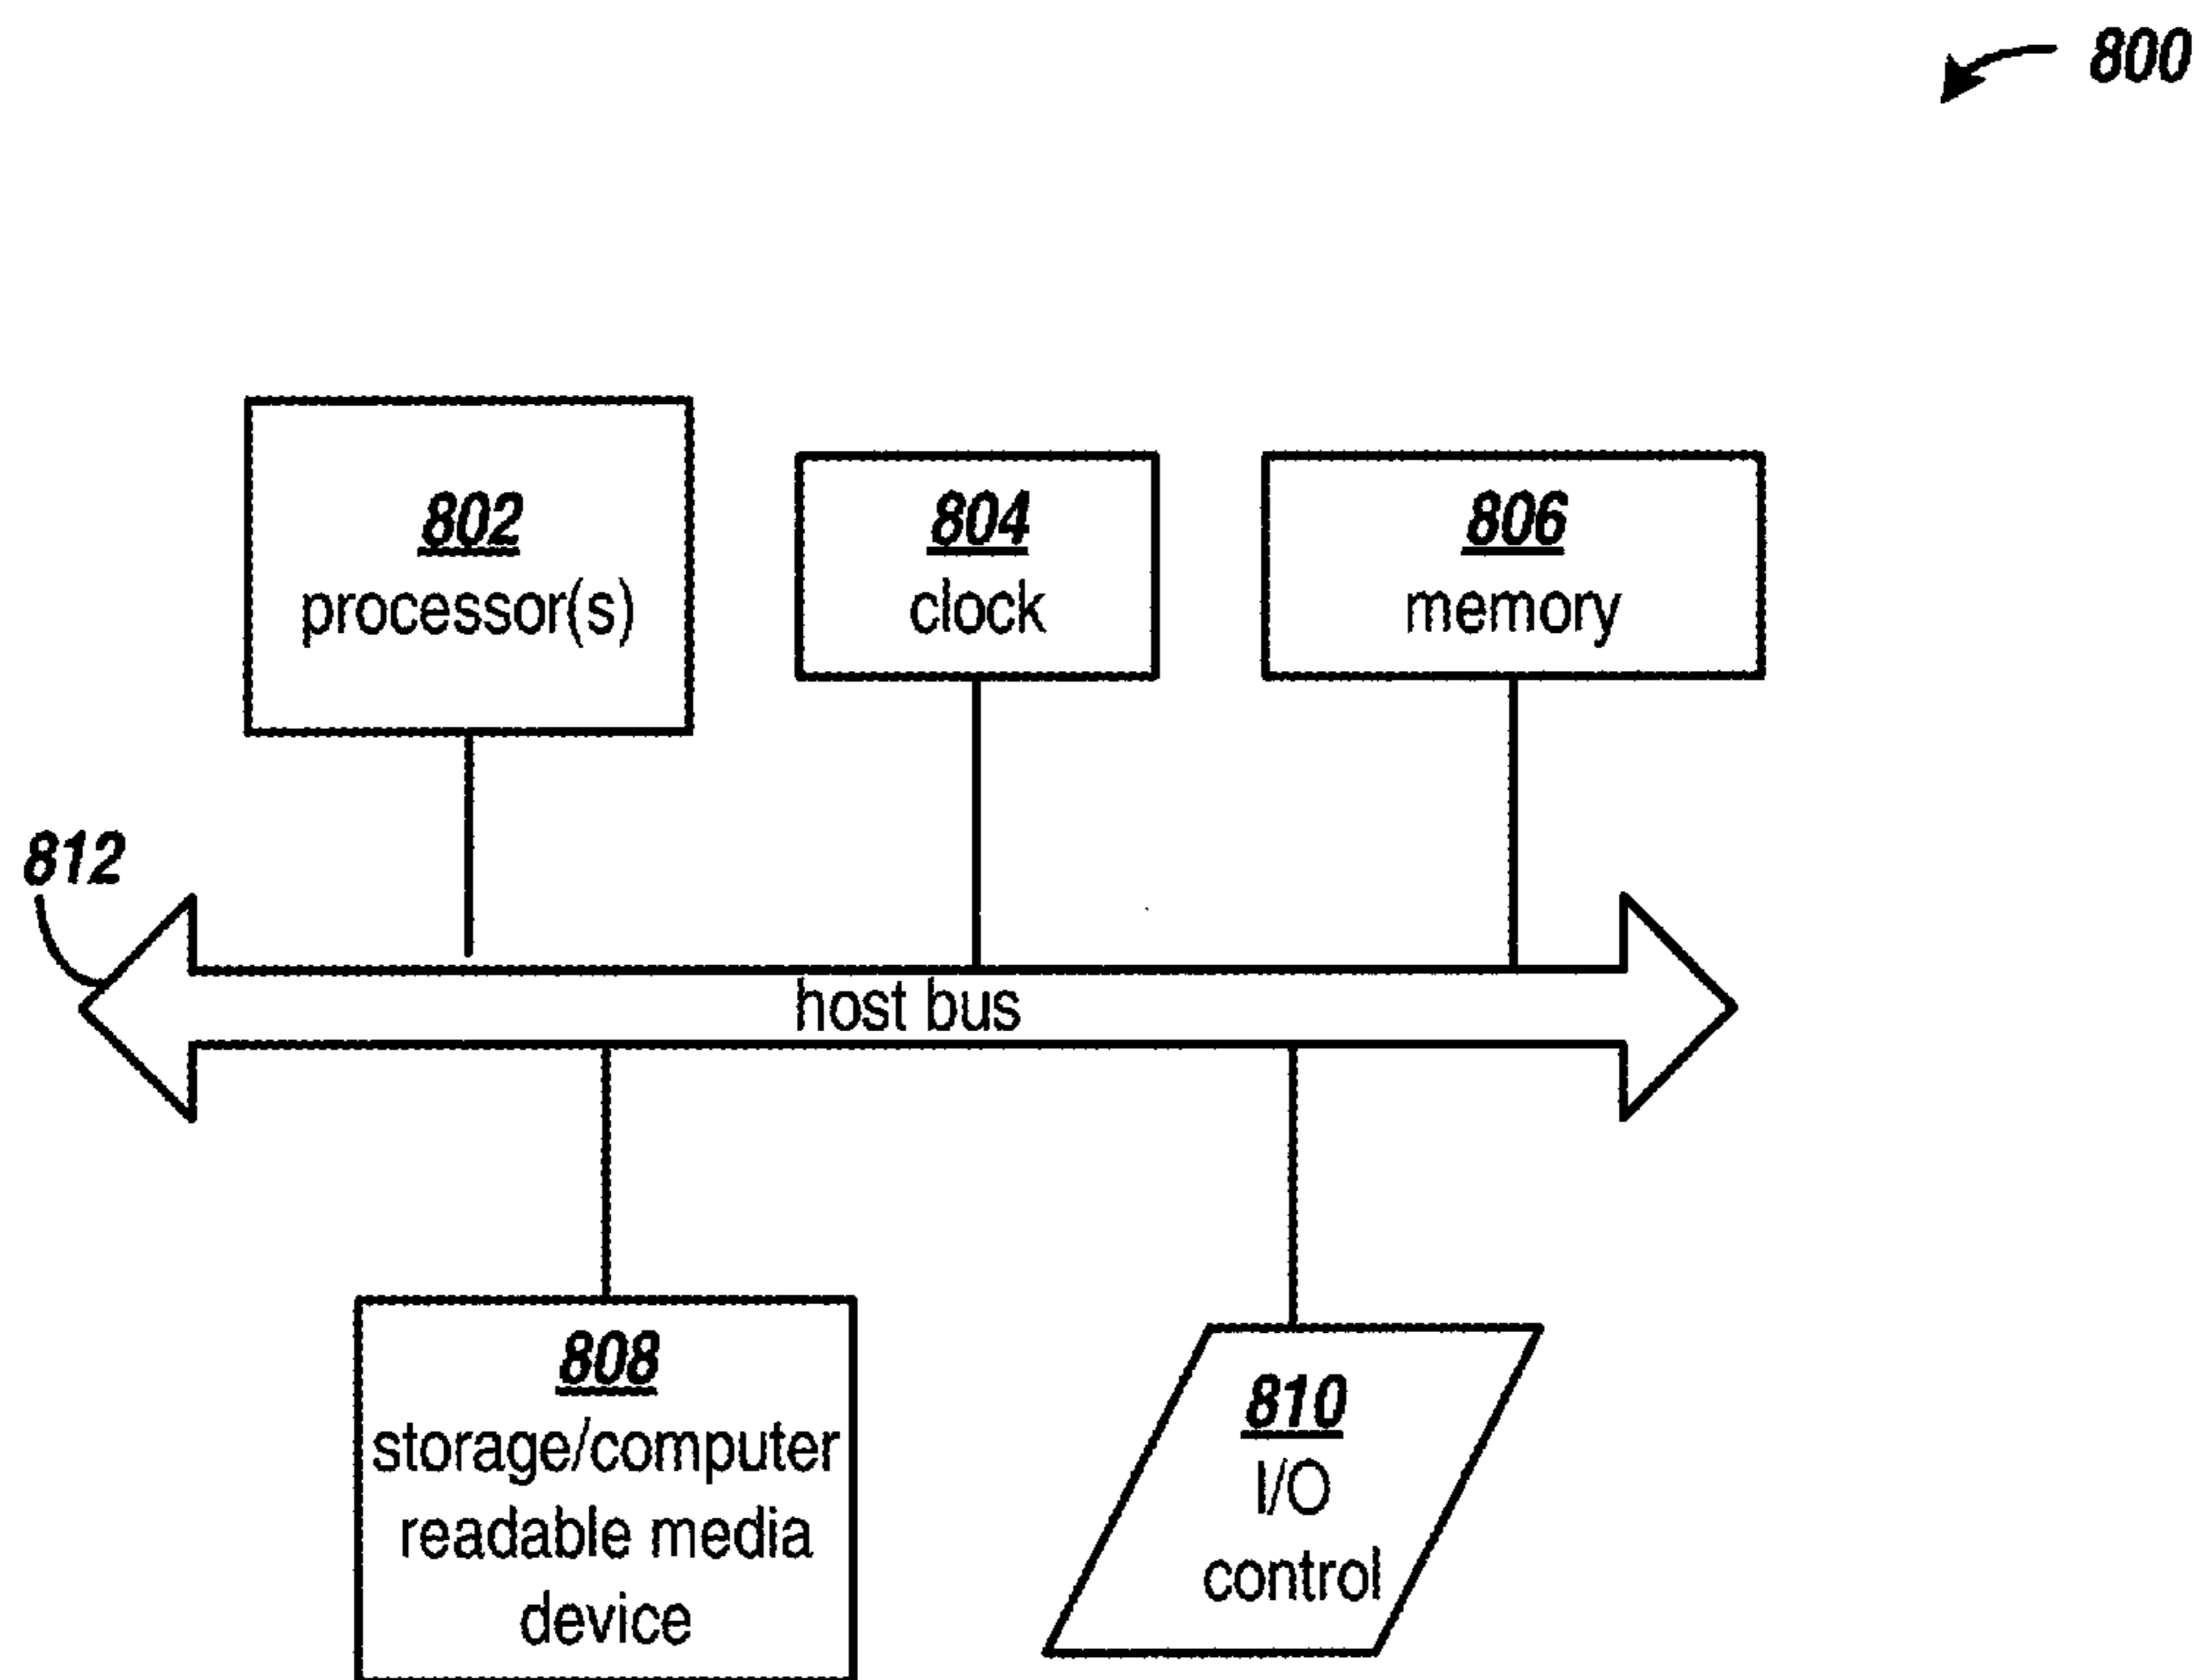 800
802
processor(s)
804
clock
806
memory
812
host bus
808
storage/computer
readable media
device
810
I/O
control